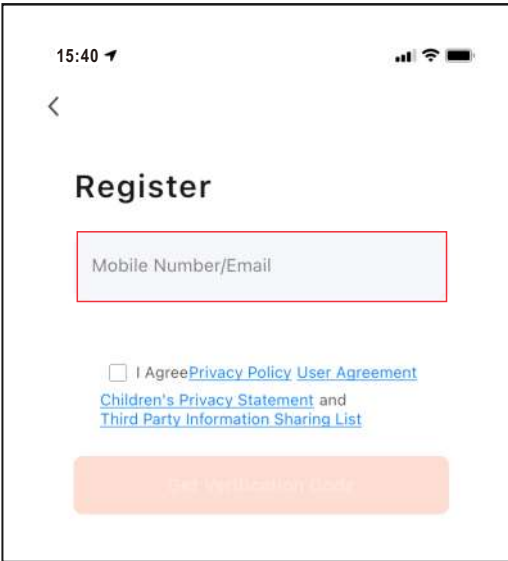 15:40
Register
Mobile Number/Email
I AgreePrivacy Policy User Agreement
Children's Privacy Statement and
Third Party Information Sharing List
Get Verification Code